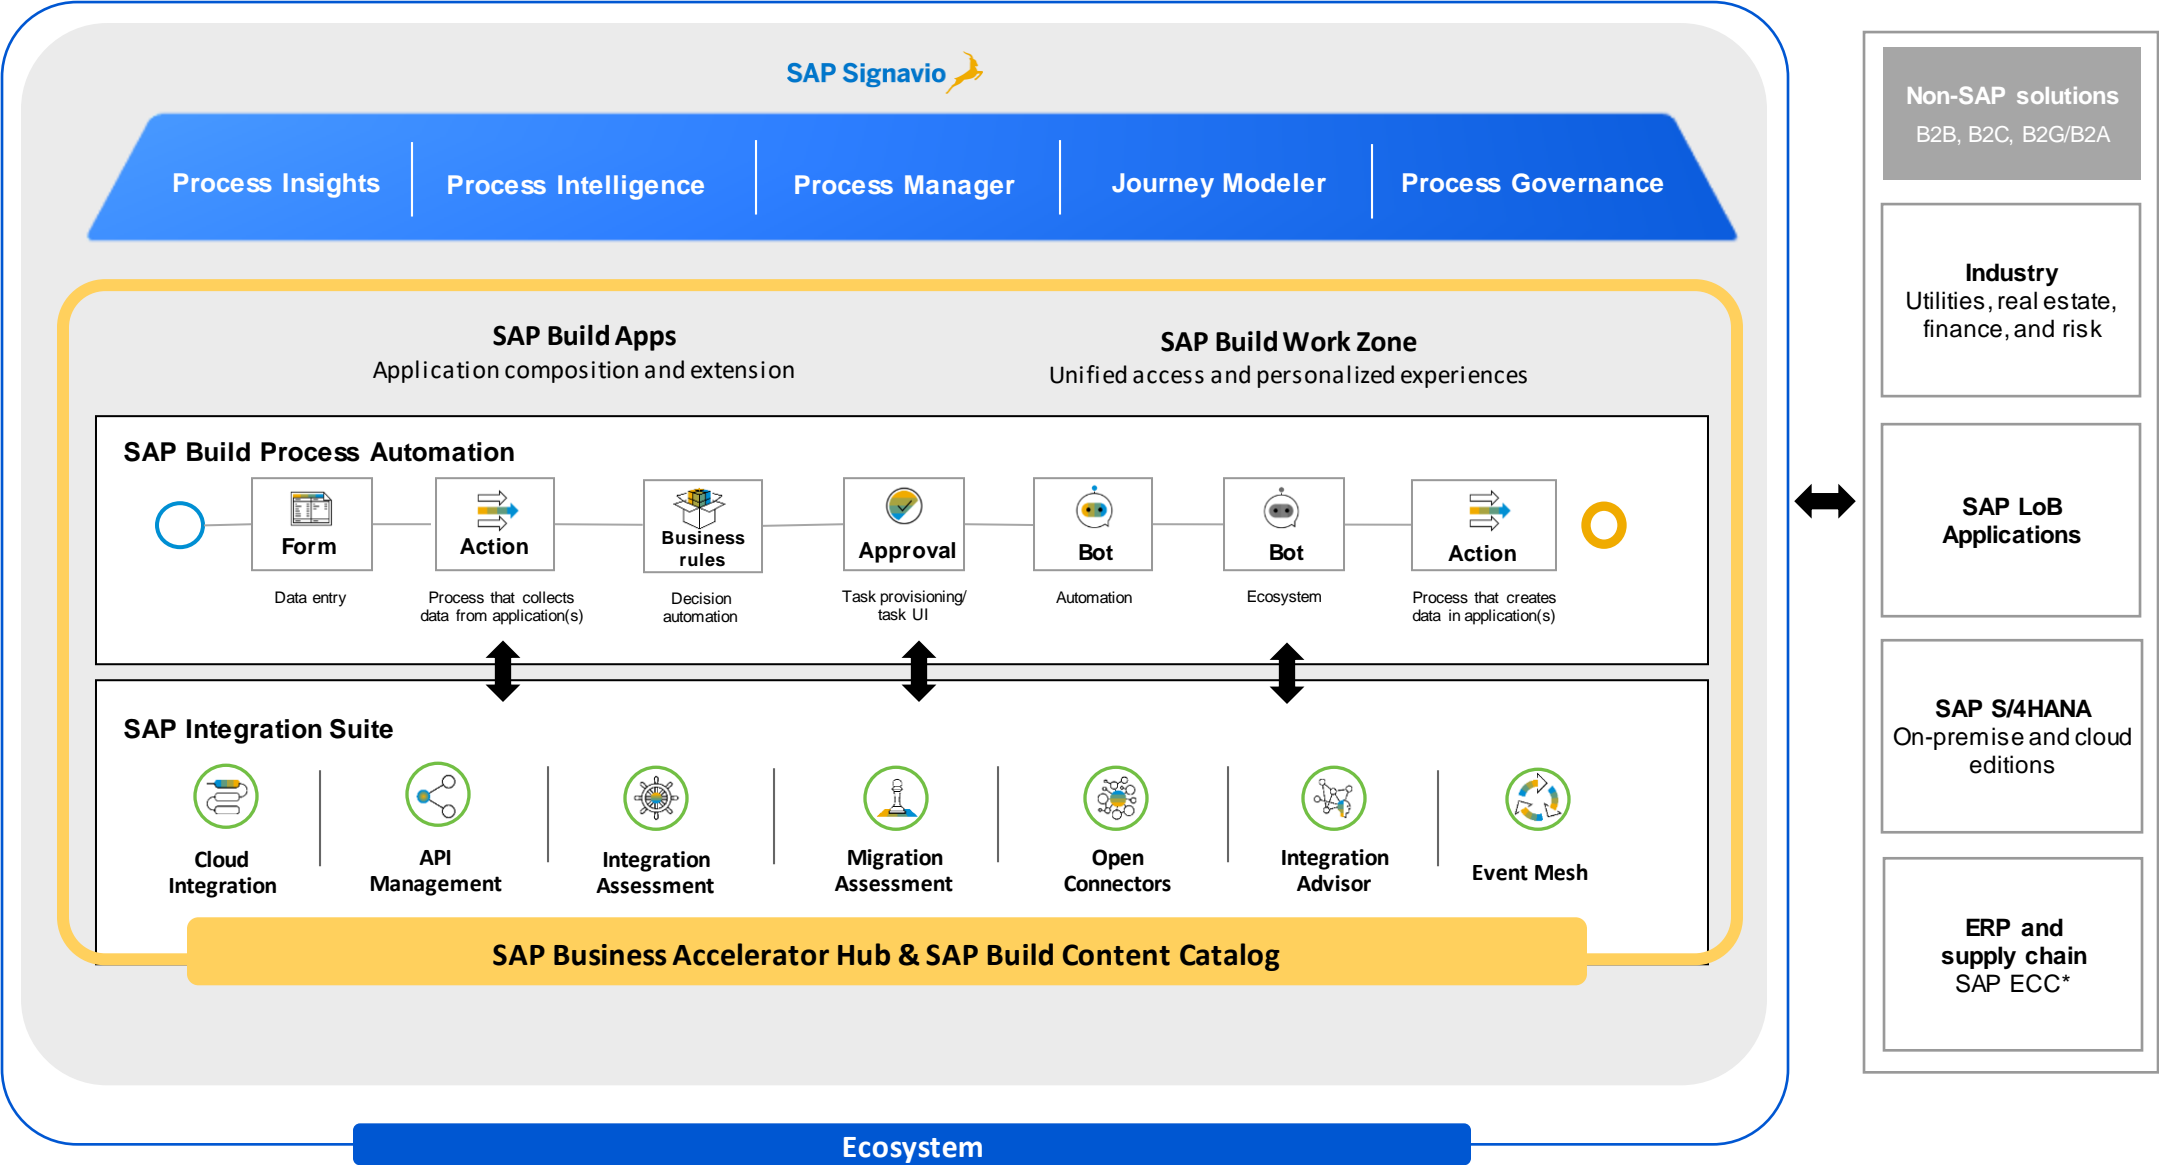 SAP Signavio
Process Insights
Process Intelligence
Process Manager
Journey Modeler
Process Governance
SAP Build Apps
Application composition and extension
SAP Build Work Zone
Unified access and personalized experiences
SAP Build Process Automation
Form
Action
Business
rules
Approval
Bot
Bot
Action
Data entry
Process that collects
data from application(s)
Decision
automation
Task provisioning/
task UI
Automation
Ecosystem
Process that creates
data in application(s)
SAP Integration Suite
Cloud
Integration
API
Management
Integration
Assessment
Migration
Assessment
Open
Connectors
Integration
Advisor
Event Mesh
SAP Business Accelerator Hub & SAP Build Content Catalog
Ecosystem
Non-SAP solutions
B2B, B2C, B2G/B2A
Industry
Utilities, real estate,
finance, and risk
SAP LoB
Applications
SAP S/4HANA
On-premise and cloud
editions
ERP and
supply chain
SAP ECC*